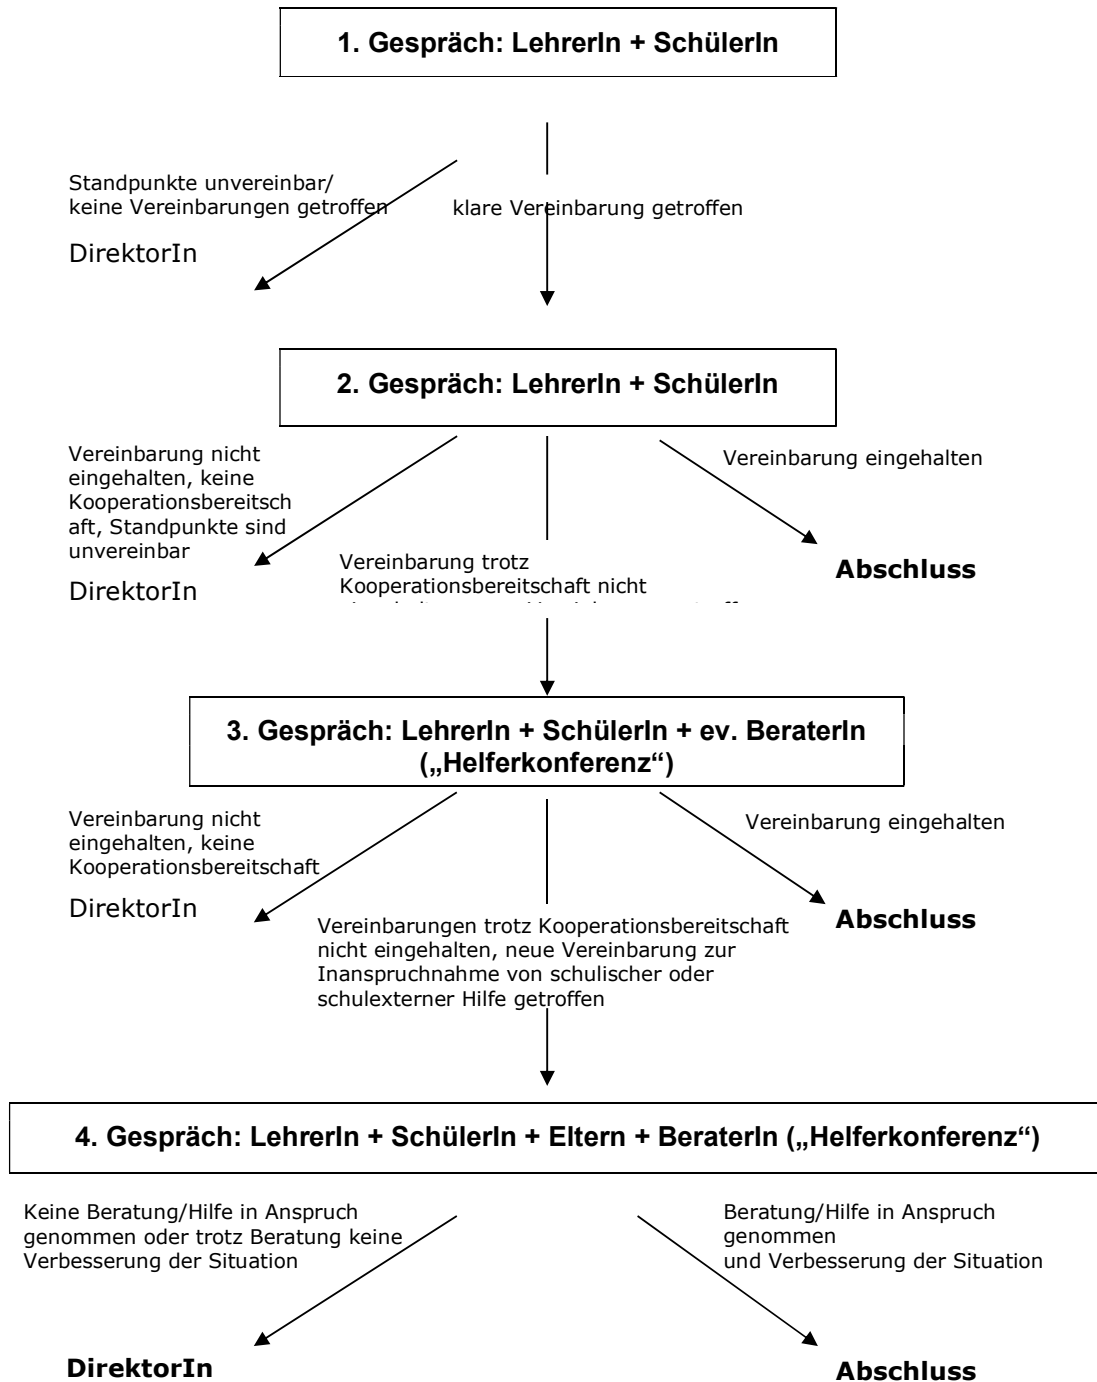 1. Gespräch: LehrerIn + SchülerIn
Standpunkte unvereinbar/
keine Vereinbarungen getroffen
klare Vereinbarung getroffen
DirektorIn
2. Gespräch: LehrerIn + SchülerIn
Vereinbarung nicht
eingehalten, keine
Kooperationsbereitsch
aft, Standpunkte sind
unvereinbar
DirektorIn
Vereinbarung trotz
Kooperationsbereitschaft nicht
Vereinbarung eingehalten
Abschluss
3. Gespräch: LehrerIn + SchülerIn + ev. BeraterIn
(„Helferkonferenz“)
Vereinbarung nicht
eingehalten, keine
Kooperationsbereitschaft
DirektorIn
Vereinbarungen trotz Kooperationsbereitschaft
nicht eingehalten, neue Vereinbarung zur
Inanspruchnahme von schulischer oder
schulexterner Hilfe getroffen
Vereinbarung eingehalten
Abschluss
4. Gespräch: LehrerIn + SchülerIn + Eltern + BeraterIn („Helferkonferenz“)
Keine Beratung/Hilfe in Anspruch
genommen oder trotz Beratung keine
Verbesserung der Situation
DirektorIn
Beratung/Hilfe in Anspruch
genommen
und Verbesserung der Situation
Abschluss